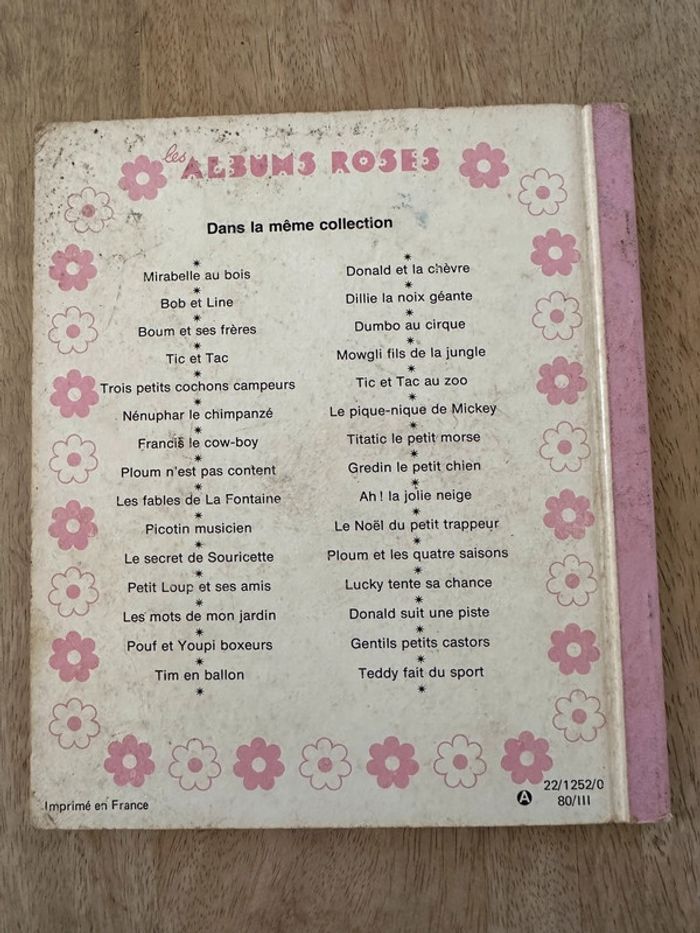 les ALBUMS ROSES
Dans la même collection
Mirabelle au bois
Bob et Line
Boum et ses frères
Tic et Tac
Trois petits cochons campeurs
Nénuphar le chimpanzé
Francis le cow-boy
Ploum n'est pas content
Les fables de La Fontaine
Picotin musicien
Le secret de Souricette
Petit Loup et ses amis
Les mots de mon jardin
Pouf et Youpi boxeurs
Tim en ballon
Donald et la chèvre
Dillie la noix géante
Dumbo au cirque
Mowgli fils de la jungle
Tic et Tac au zoo
Le pique-nique de Mickey
Titatic le petit morse
Gredin le petit chien
Ah ! la jolie neige
Le Noël du petit trappeur
Ploum et les quatre saisons
Lucky tente sa chance
Donald suit une piste
Gentils petits castors
Teddy fait du sport
Imprimé en France
A 22/1252/0
80/III